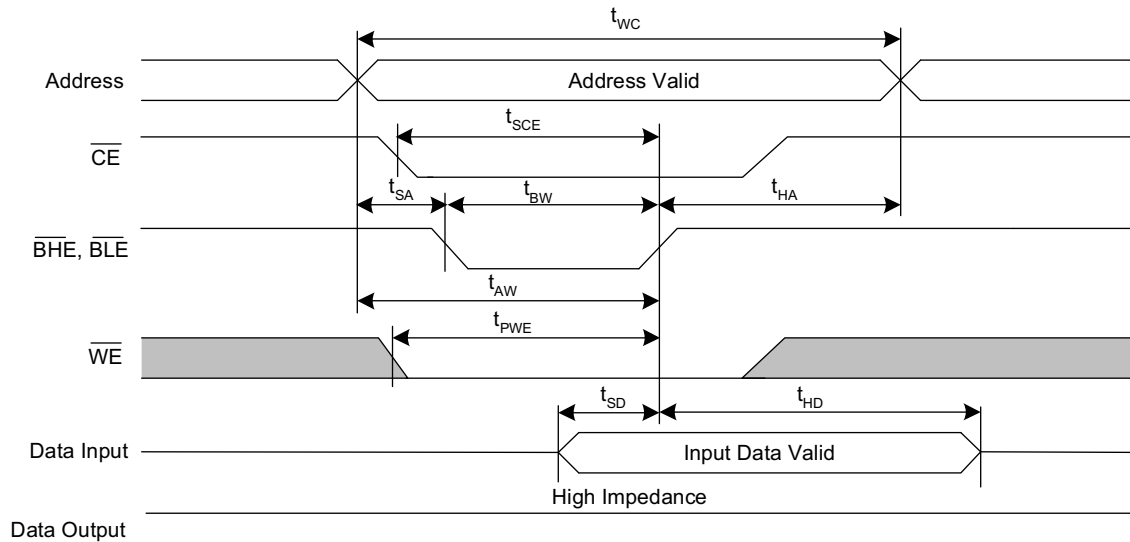 tWC
Address
Address Valid
tSCE
CE
tSA
tBW
tHA
BHE, BLE
tAW
tPWE
WE
tSD
tHD
Data Input
Input Data Valid
High Impedance
Data Output